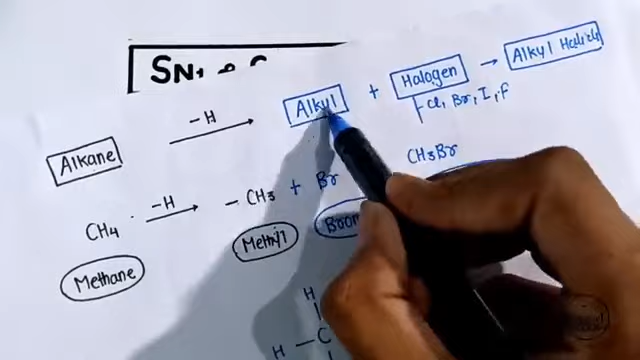 SN1
Alkane −H → Alkyl + Halogen → Alkyl Halide
-Cl, Br, I, F
CH4 −H → −CH3 + Br CH3Br
Methane Methyl
H
H − C